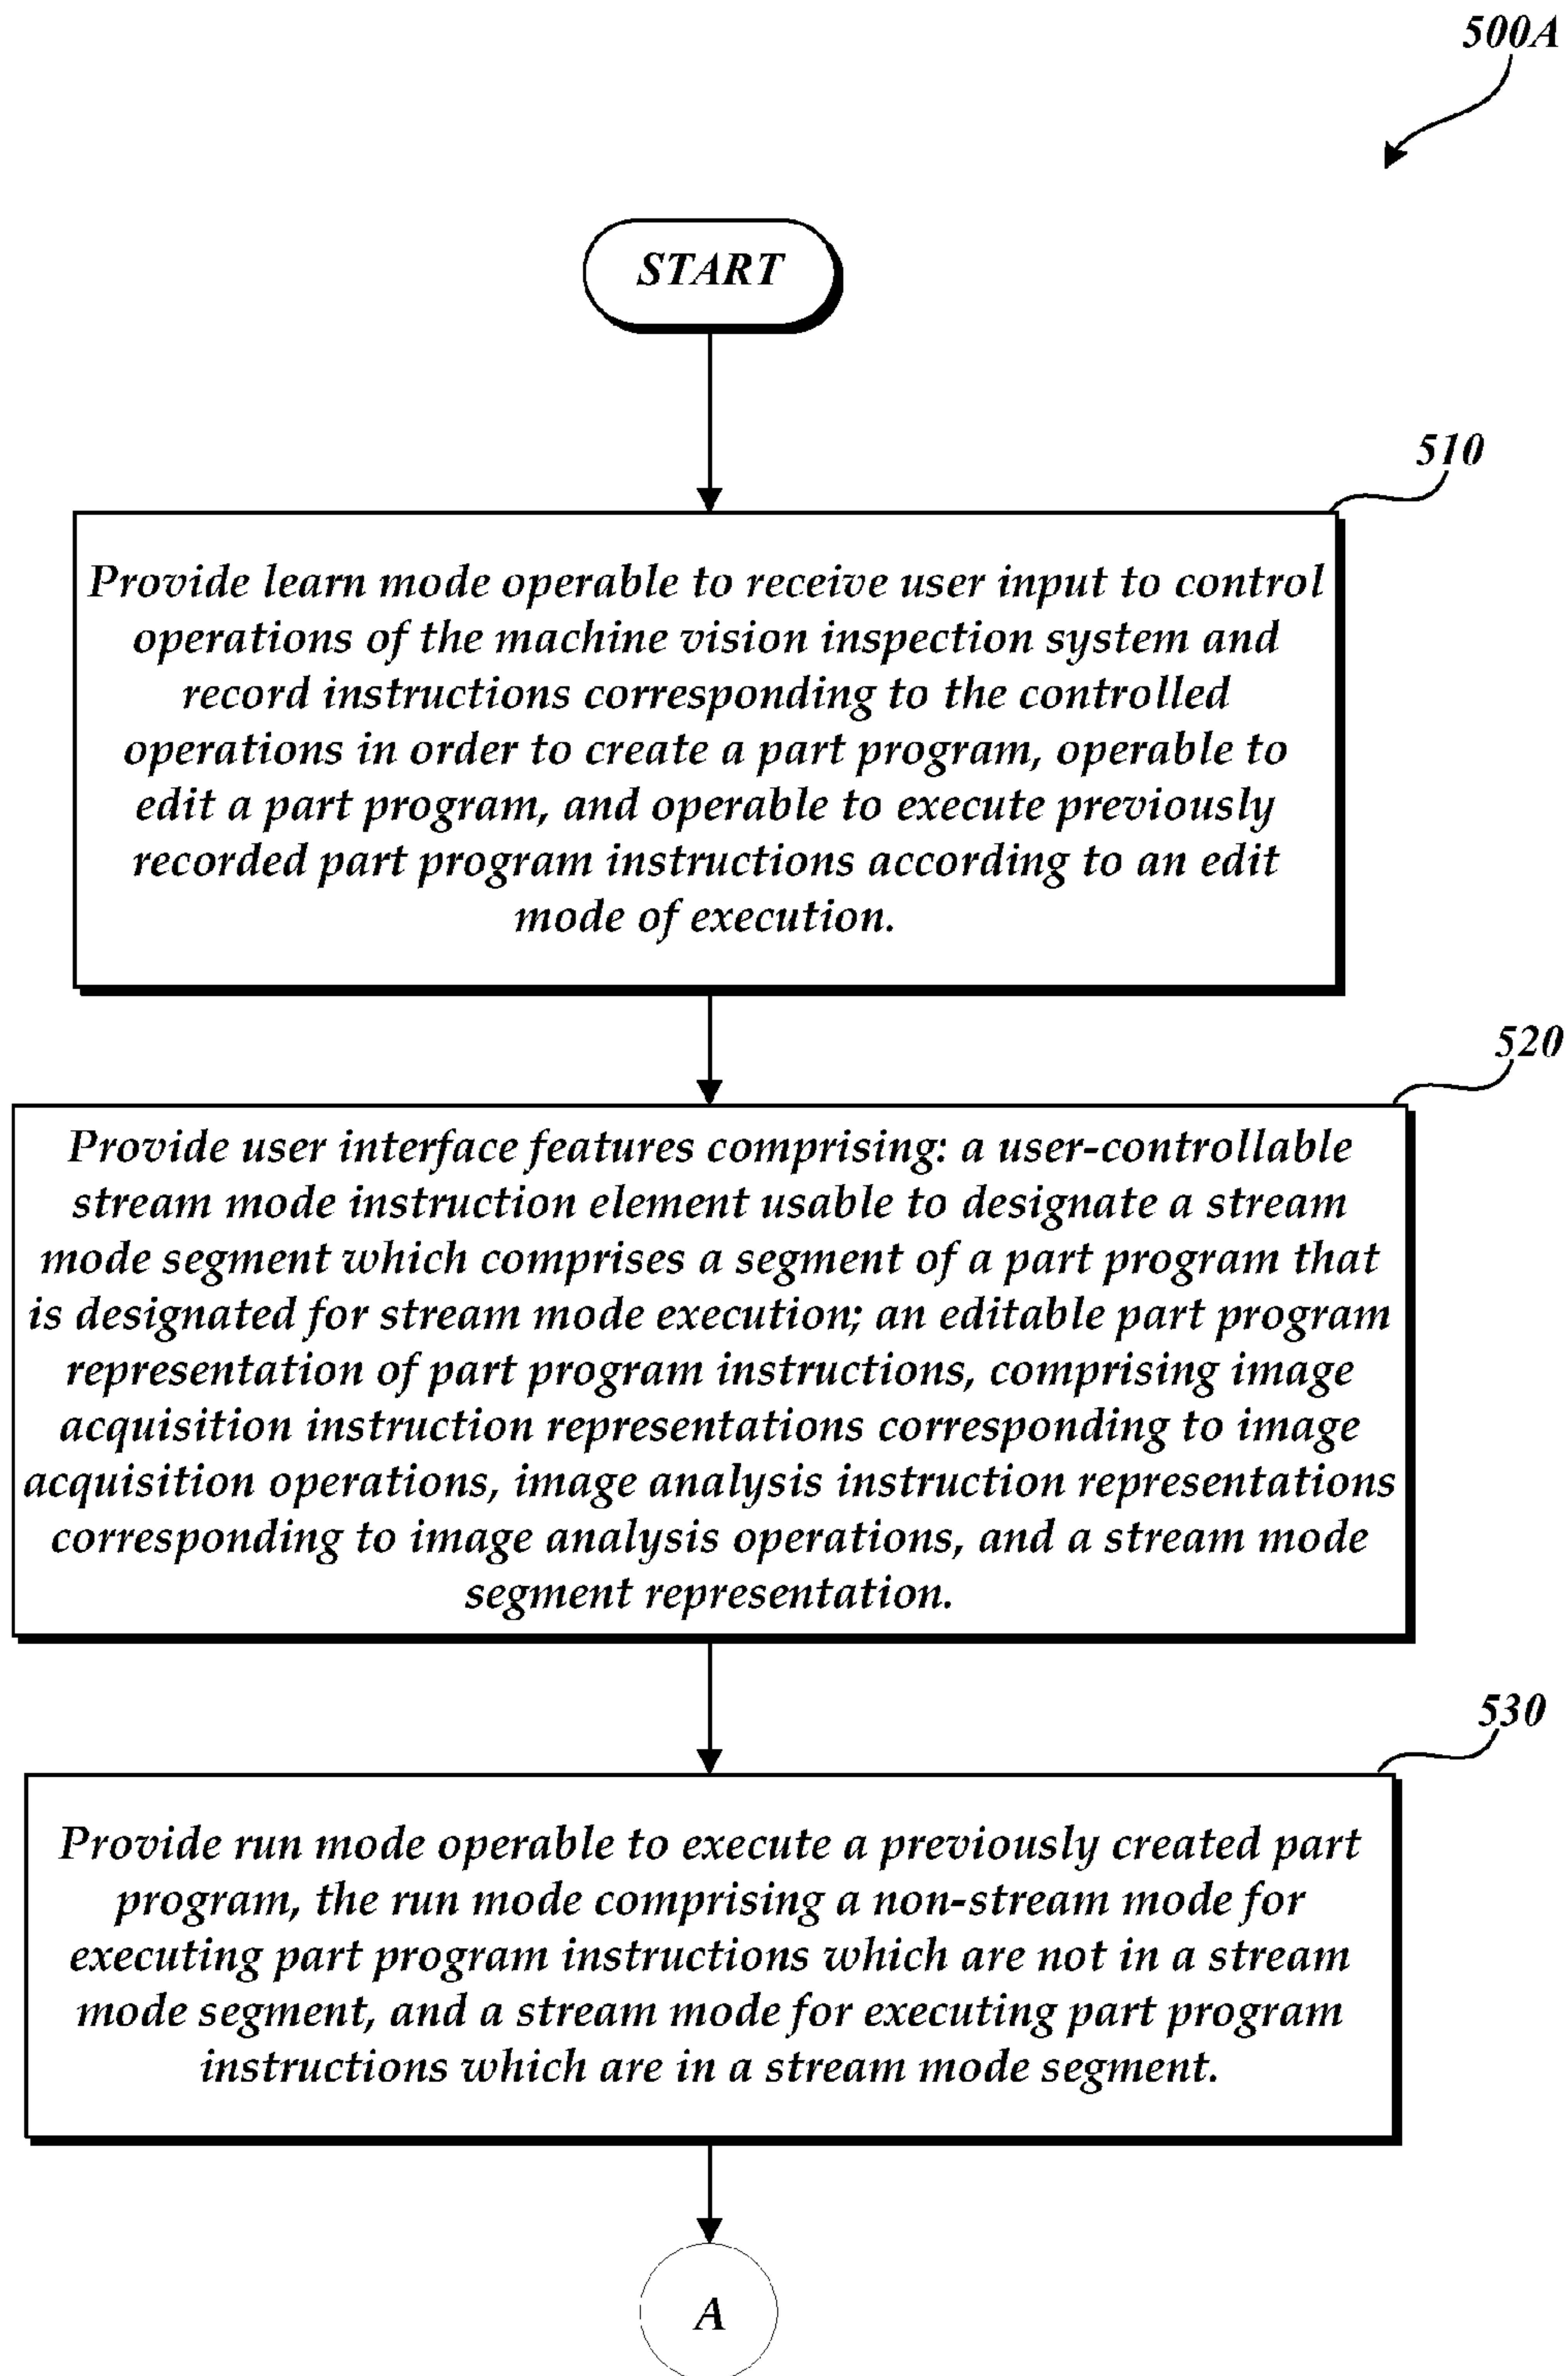 500A
START
510
Provide learn mode operable to receive user input to control
operations of the machine vision inspection system and
record instructions corresponding to the controlled
operations in order to create a part program, operable to
edit a part program, and operable to execute previously
recorded part program instructions according to an edit
mode of execution.
520
Provide user interface features comprising: a user-controllable
stream mode instruction element usable to designate a stream
mode segment which comprises a segment of a part program that
is designated for stream mode execution; an editable part program
representation of part program instructions, comprising image
acquisition instruction representations corresponding to image
acquisition operations, image analysis instruction representations
corresponding to image analysis operations, and a stream mode
segment representation.
530
Provide run mode operable to execute a previously created part
program, the run mode comprising a non-stream mode for
executing part program instructions which are not in a stream
mode segment, and a stream mode for executing part program
instructions which are in a stream mode segment.
A